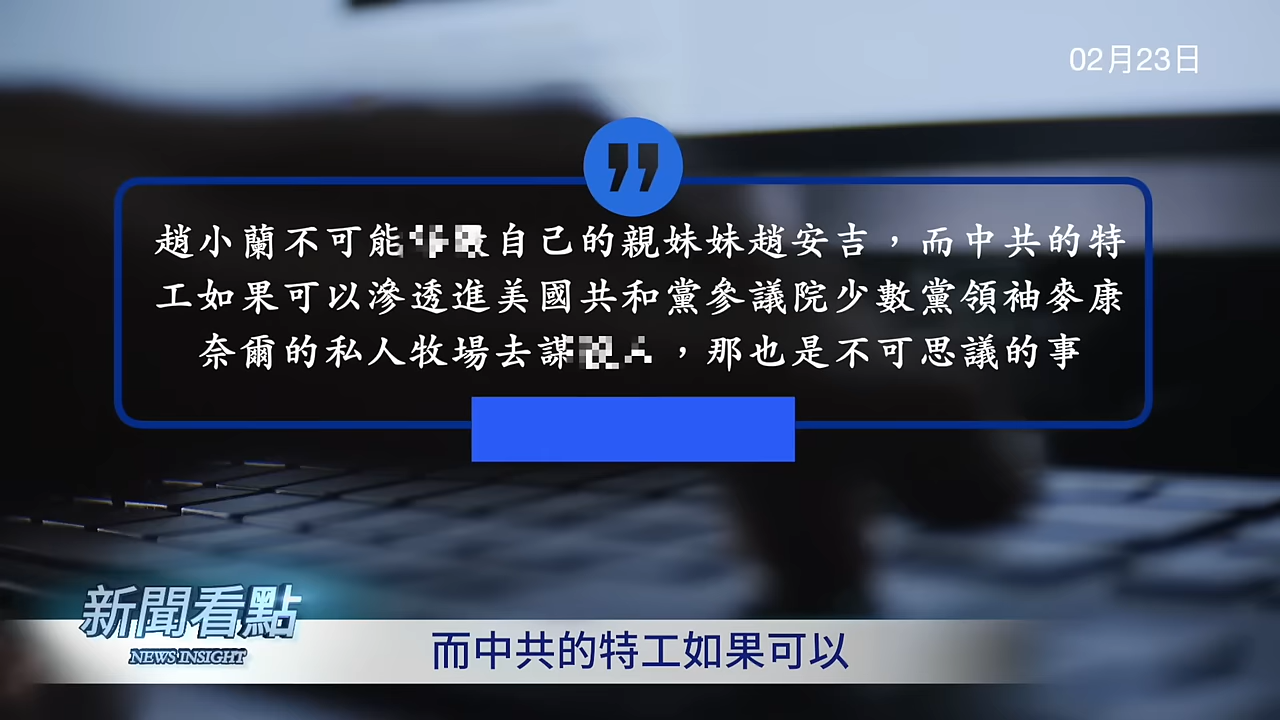 02月23日
趙小蘭不可能自己的親妹妹趙安吉，而中共的特
工如果可以滲透進美國共和黨參議院少數黨領袖麥康
奈爾的私人牧場去謀，那也是不可思議的事
新聞看點
NEWS INSIGHT
而中共的特工如果可以